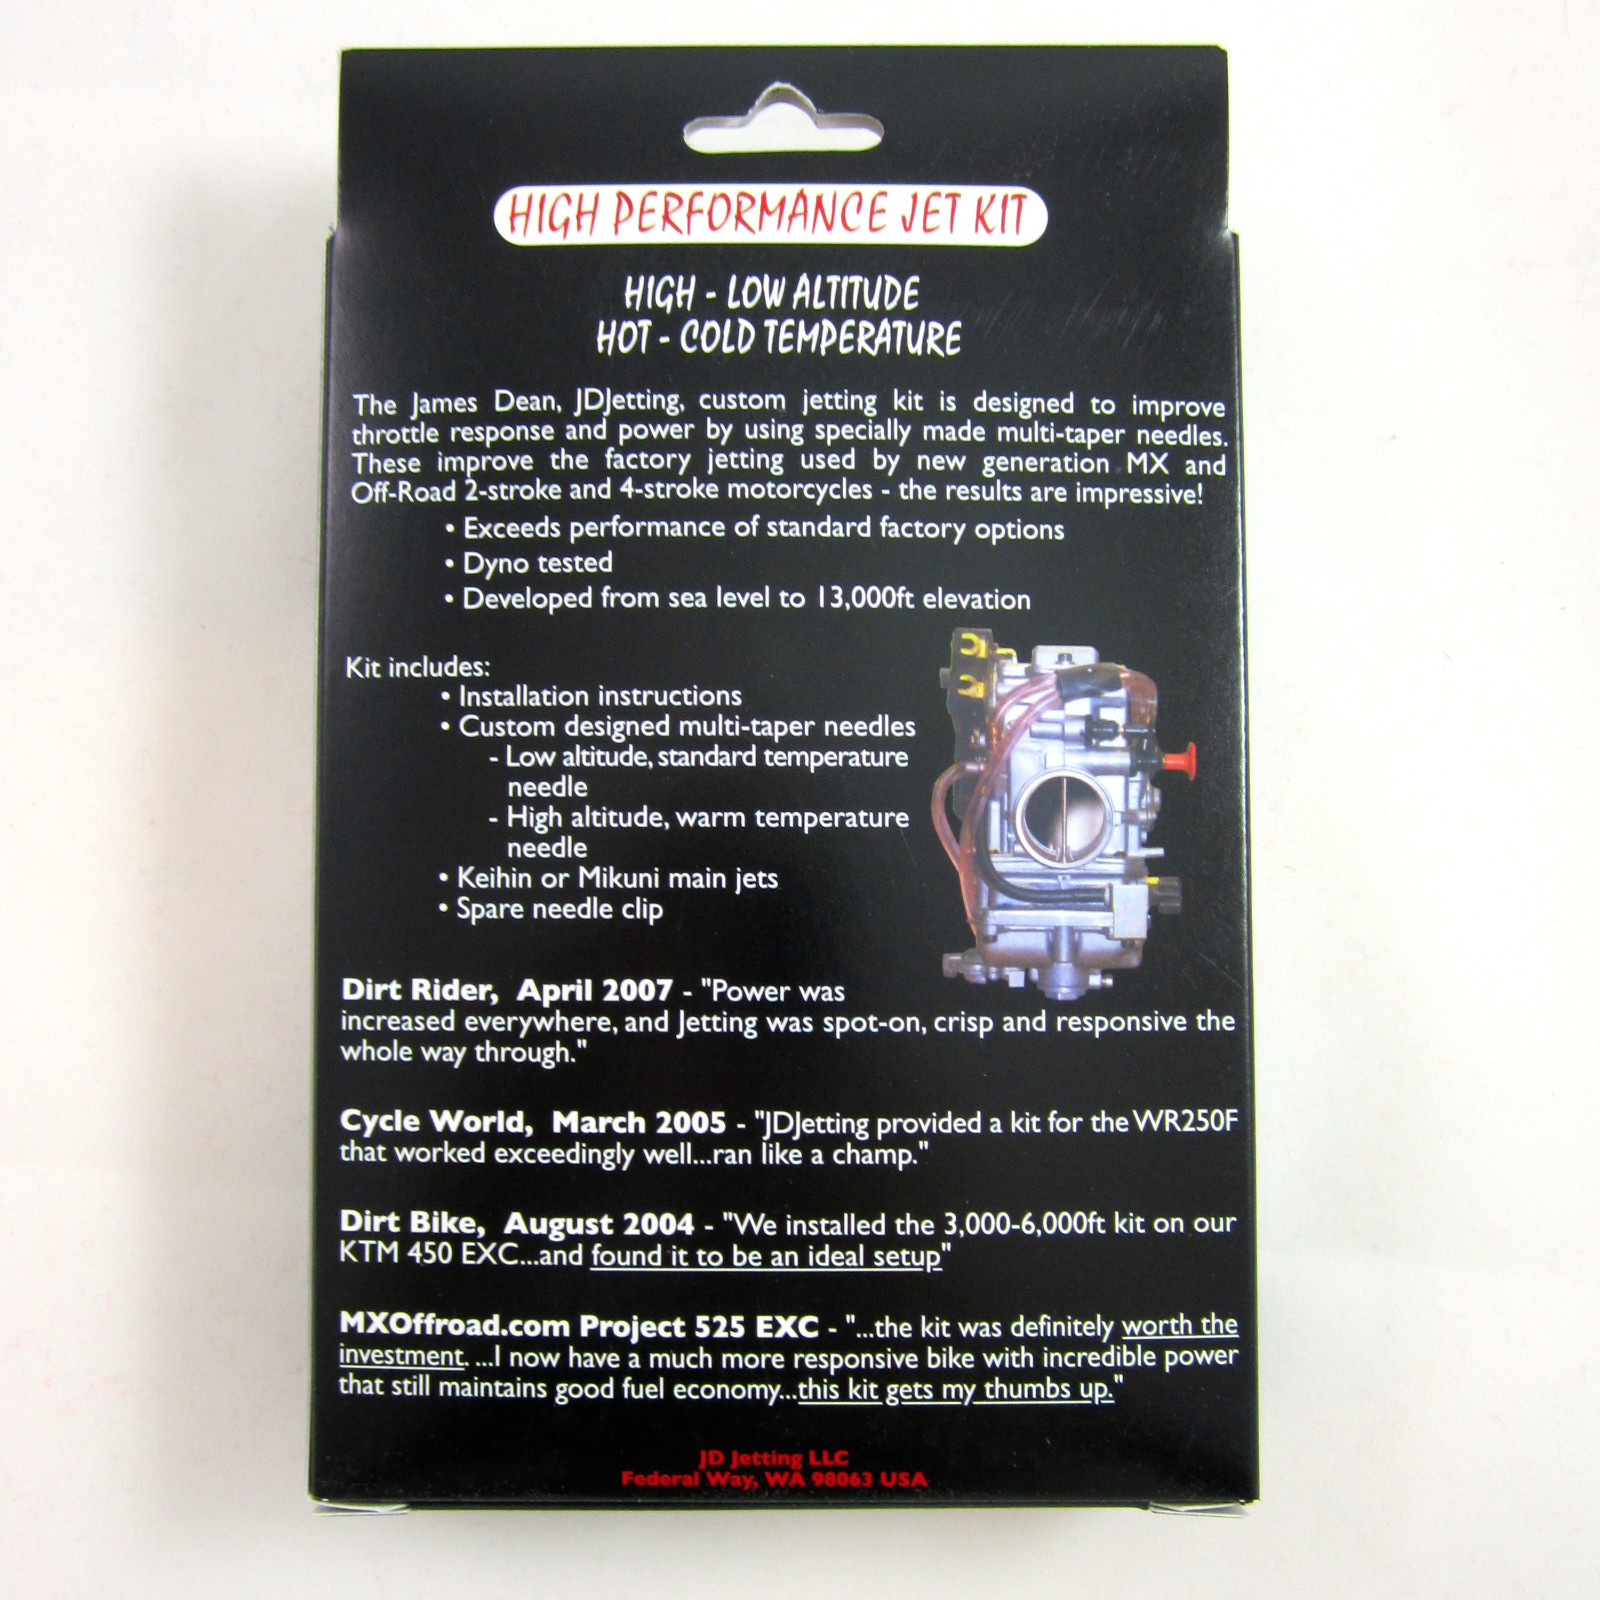 HIGH PERFORMANCE JET KIT
HIGH - LOW ALTITUDE
HOT - COLD TEMPERATURE
The James Dean, JDJetting, custom jetting kit is designed to improve
throttle response and power by using specially made multi-taper needles.
These improve the factory jetting used by new generation MX and
Off-Road 2-stroke and 4-stroke motorcycles - the results are impressive!
• Exceeds performance of standard factory options
• Dyno tested
• Developed from sea level to 13,000ft elevation
Kit includes:
• Installation instructions
• Custom designed multi-taper needles
- Low altitude, standard temperature
needle
- High altitude, warm temperature
needle
• Keihin or Mikuni main jets
• Spare needle clip
Dirt Rider, April 2007 - "Power was
increased everywhere, and Jetting was spot-on, crisp and responsive the
whole way through."
Cycle World, March 2005 - "JDJetting provided a kit for the WR250F
that worked exceedingly well...ran like a champ."
Dirt Bike, August 2004 - "We installed the 3,000-6,000ft kit on our
KTM 450 EXC...and found it to be an ideal setup"
MXOffroad.com Project 525 EXC - "...the kit was definitely worth the
investment. ...I now have a much more responsive bike with incredible power
that still maintains good fuel economy...this kit gets my thumbs up."
JD Jetting LLC
Federal Way, WA 98063 USA